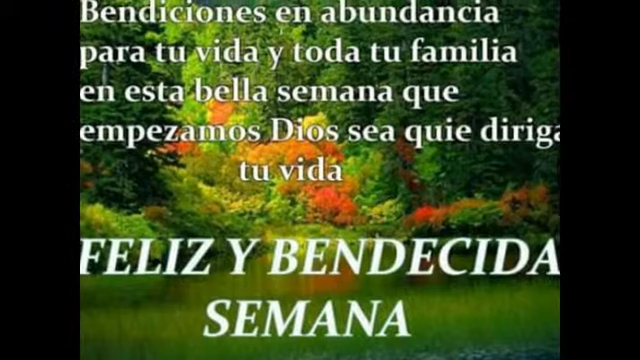 Bendiciones en abundancia
para tu vida y toda tu familia
en esta bella semana que
empezamos Dios sea quie diriga
tu vida
FELIZ Y BENDECIDA
SEMANA